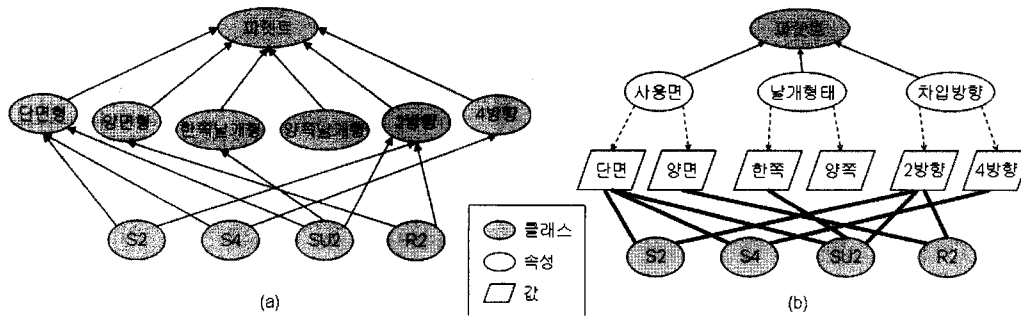 파렛트
단면형
양면형
한쪽날개형
양쪽날개형
2방향
4방향
S2
S4
SU2
R2
(a)
클래스
속성
값
파렛트
사용면
날개형태
차입방향
단면
양면
한쪽
양쪽
2방향
4방향
S2
S4
SU2
R2
(b)